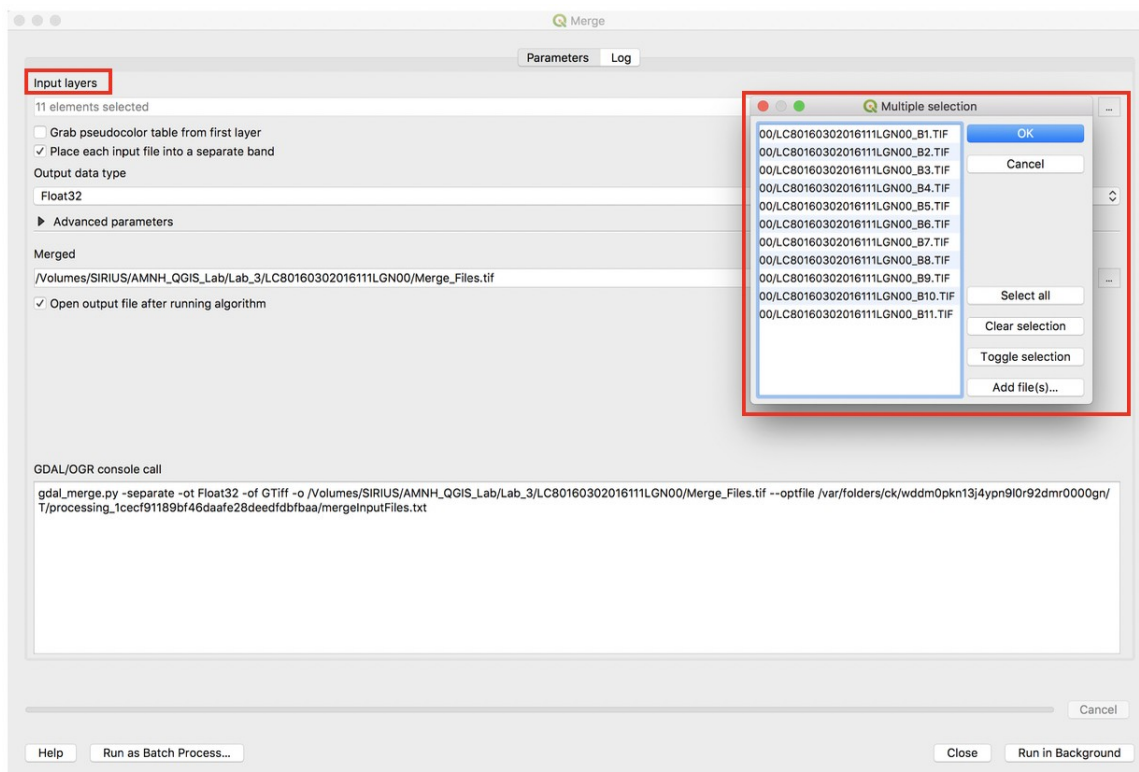 Merge
Parameters Log
Input layers
11 elements selected
...
Grab pseudocolor table from first layer
Place each input file into a separate band
Output data type
Float32
Advanced parameters
Merged
/Volumes/SIRIUS/AMNH_QGIS_Lab/Lab_3/LC80160302016111LGN00/Merge_Files.tif
...
Open output file after running algorithm
Multiple selection
00/LC80160302016111LGN00_B1.TIF
00/LC80160302016111LGN00_B2.TIF
00/LC80160302016111LGN00_B3.TIF
00/LC80160302016111LGN00_B4.TIF
00/LC80160302016111LGN00_B5.TIF
00/LC80160302016111LGN00_B6.TIF
00/LC80160302016111LGN00_B7.TIF
00/LC80160302016111LGN00_B8.TIF
00/LC80160302016111LGN00_B9.TIF
00/LC80160302016111LGN00_B10.TIF
00/LC80160302016111LGN00_B11.TIF
OK
Cancel
Select all
Clear selection
Toggle selection
Add file(s)...
GDAL/OGR console call
gdal_merge.py -separate -ot Float32 -of GTiff -o /Volumes/SIRIUS/AMNH_QGIS_Lab/Lab_3/LC80160302016111LGN00/Merge_Files.tif --optfile /var/folders/ck/wddm0pkn13j4ypn9l0r92dmr0000gn/
T/processing_1cecf91189bf46daafe28deedfdbfbaa/mergeInputFiles.txt
Cancel
Help Run as Batch Process... Close Run in Background